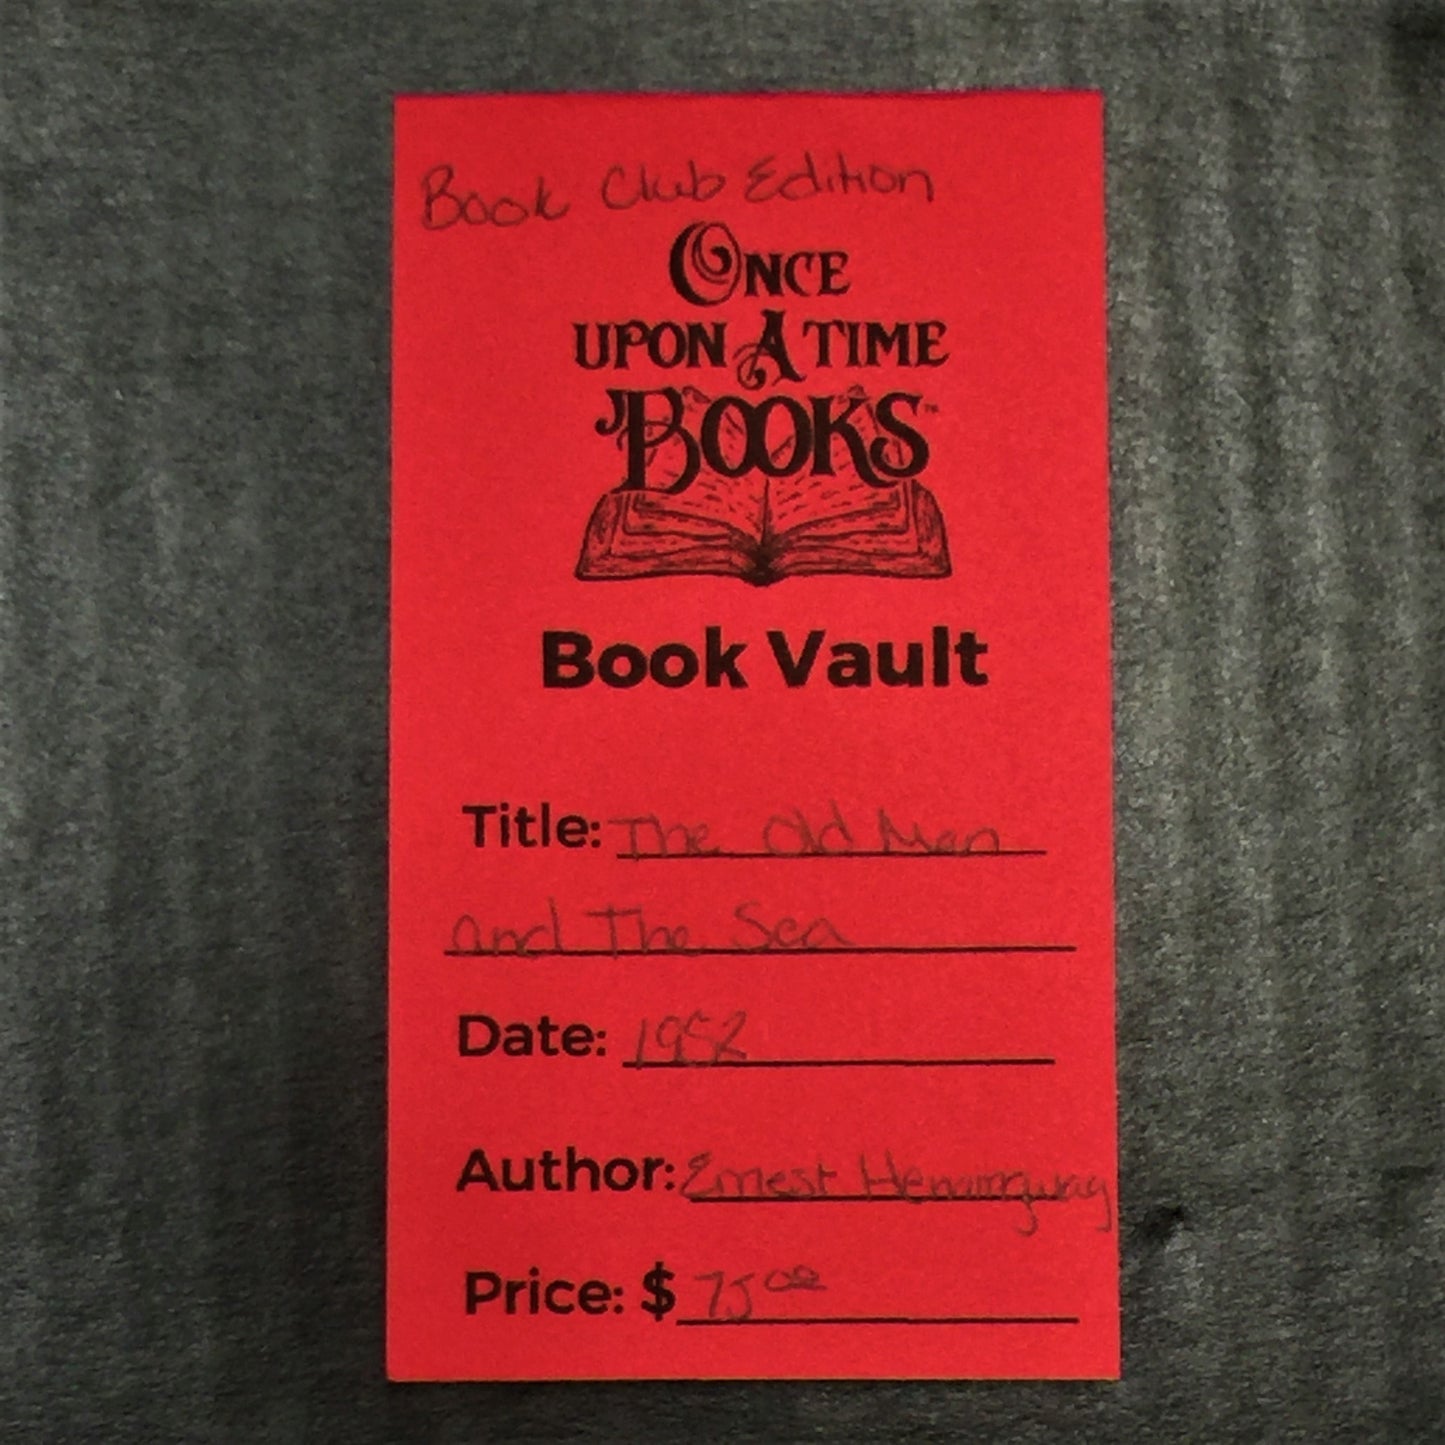 Book Club Edition
ONCE
UPON A TIME
BOOKS™
Book Vault
Title: The Old Man
and The Sea
Date: 1952
Author: Ernest Hemingway
Price: $ 75 00